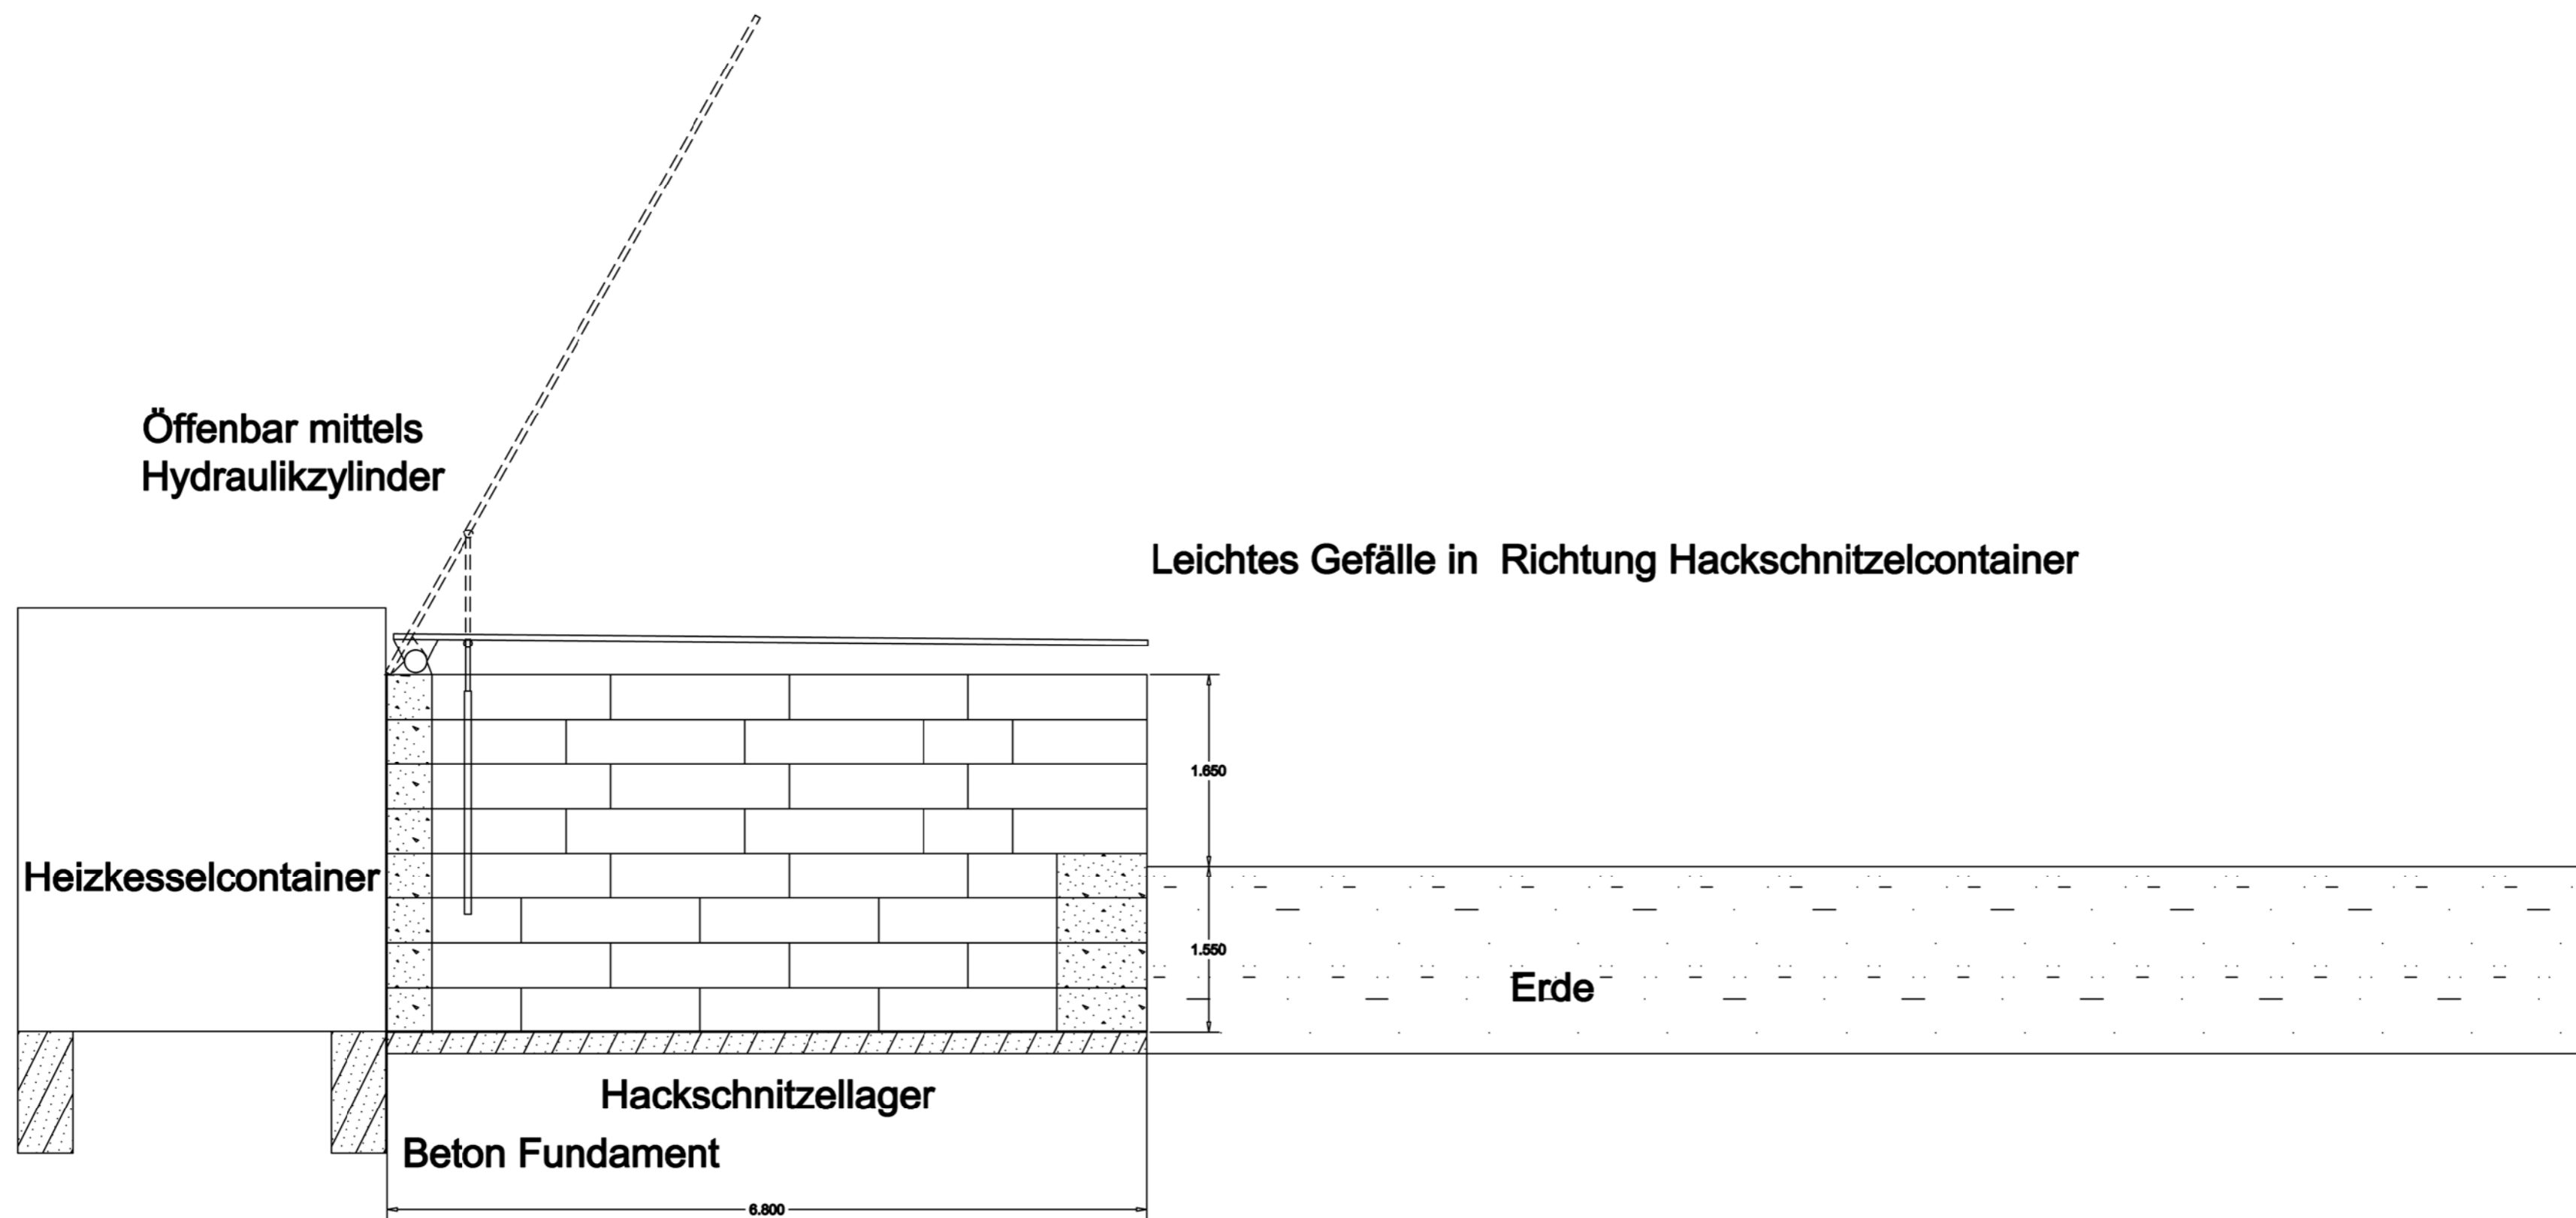 Öffenbar mittels
Hydraulikzylinder
Leichtes Gefälle in Richtung Hackschnitzelcontainer
1.650
Heizkesselcontainer
1.550
Erde
Hackschnitzellager
Beton Fundament
6.800